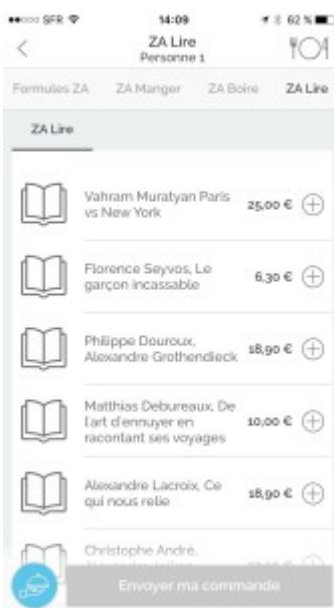 SFR 14:09 62 %
ZA Lire
Personne 1
Formules ZA ZA Manger ZA Boire ZA Lire
ZA Lire
Vahram Muratyan Paris
vs New York
25,00 €
Florence Seyvos, Le
garçon incassable
6,30 €
Philippe Douroux,
Alexandre Grothendieck
18,90 €
Matthias Debureaux, De
l'art d'ennuyer en
racontant ses voyages
10,00 €
Alexandre Lacroix, Ce
qui nous relie
18,90 €
Christophe André,
Envoyer ma commande